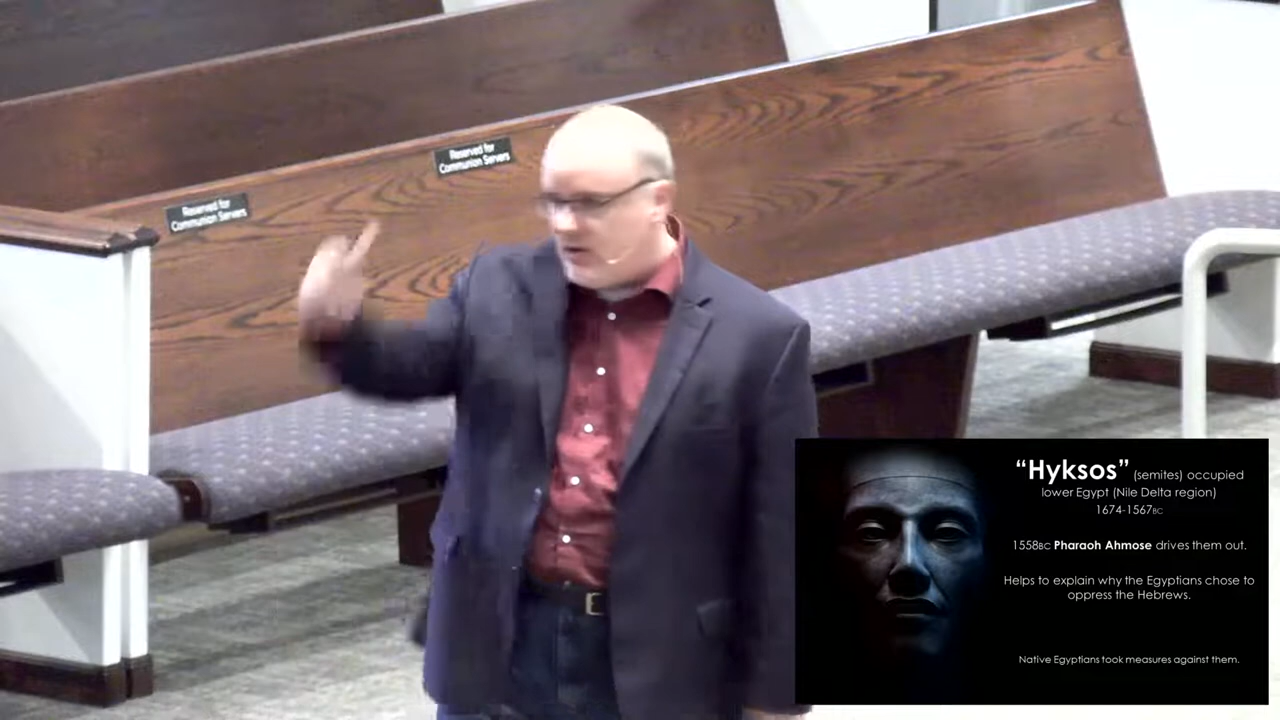 Reserved for
Communion Servers
Reserved for
Communion Servers
“Hyksos” (semites) occupied
lower Egypt (Nile Delta region)
1674-1567BC
1558BC Pharaoh Ahmose drives them out.
Helps to explain why the Egyptians chose to
oppress the Hebrews.
Native Egyptians took measures against them.